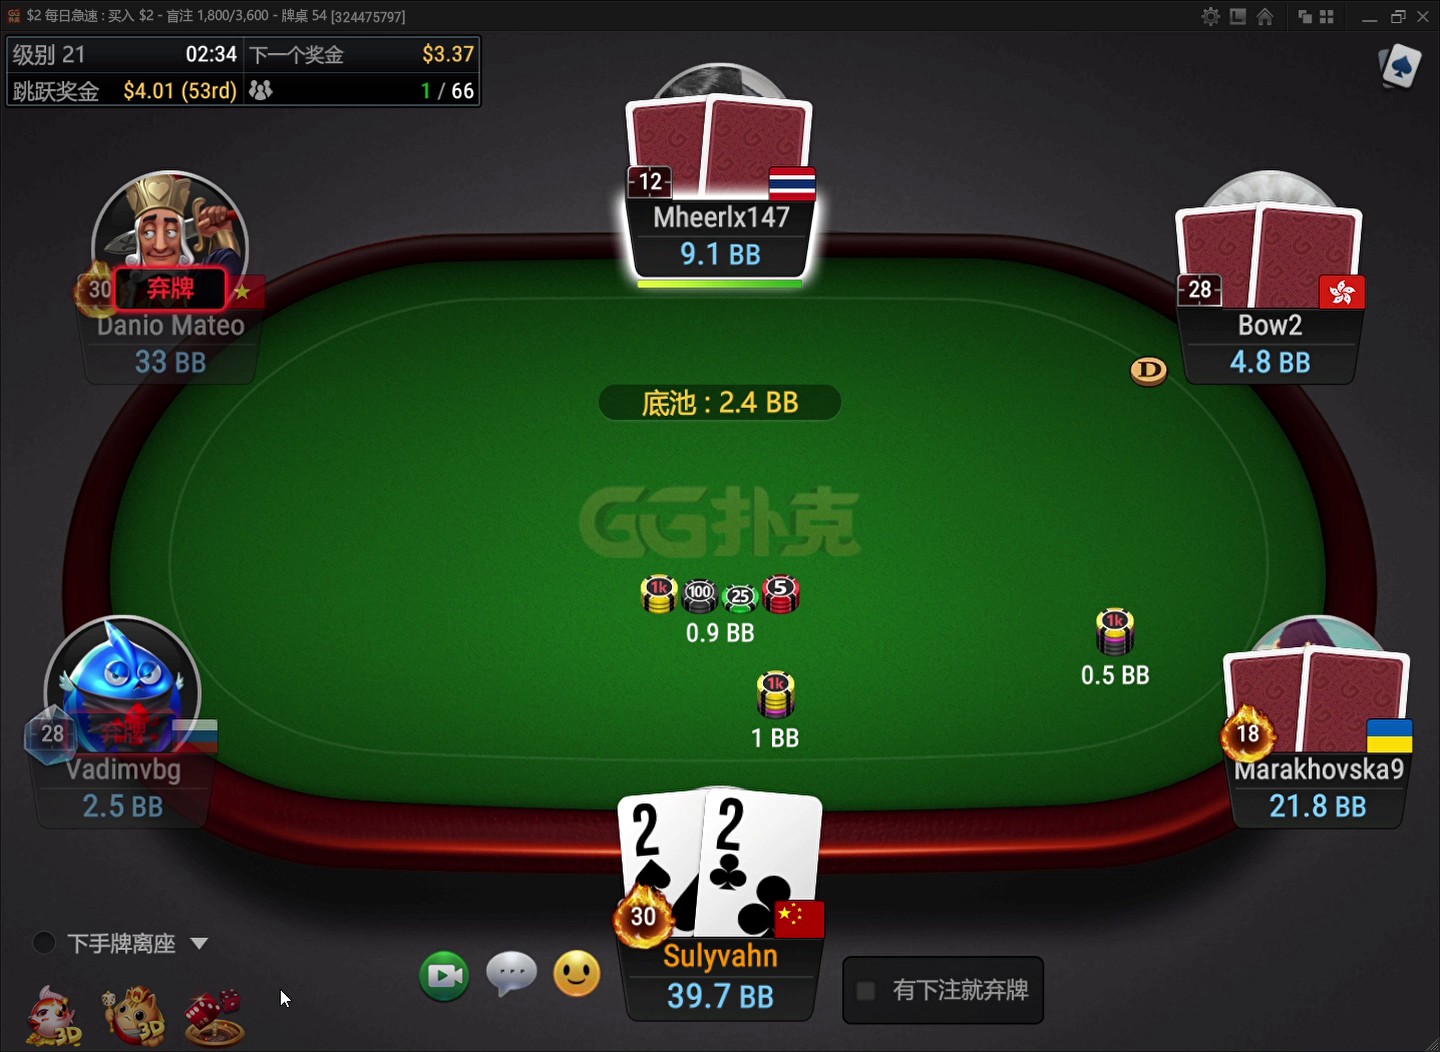 $2 每日急速 : 买入 $2 - 盲注 1,800/3,600 - 牌桌 54 [324475797]
级别 21 02:34 下一个奖金 $3.37
跳跃奖金 $4.01 (53rd) 1 / 66
12
Mheerlx147
9.1 BB
30 弃牌
Danio Mateo
33 BB
28
Bow2
4.8 BB
D
底池 : 2.4 BB
GG扑克
1k 100 25 5
0.9 BB
1k
0.5 BB
1k
1 BB
28 弃牌
Vadimvbg
2.5 BB
18
Marakhovska9
21.8 BB
2 2
30
Sulyvahn
39.7 BB
下手牌离座
有下注就弃牌
3D 3D